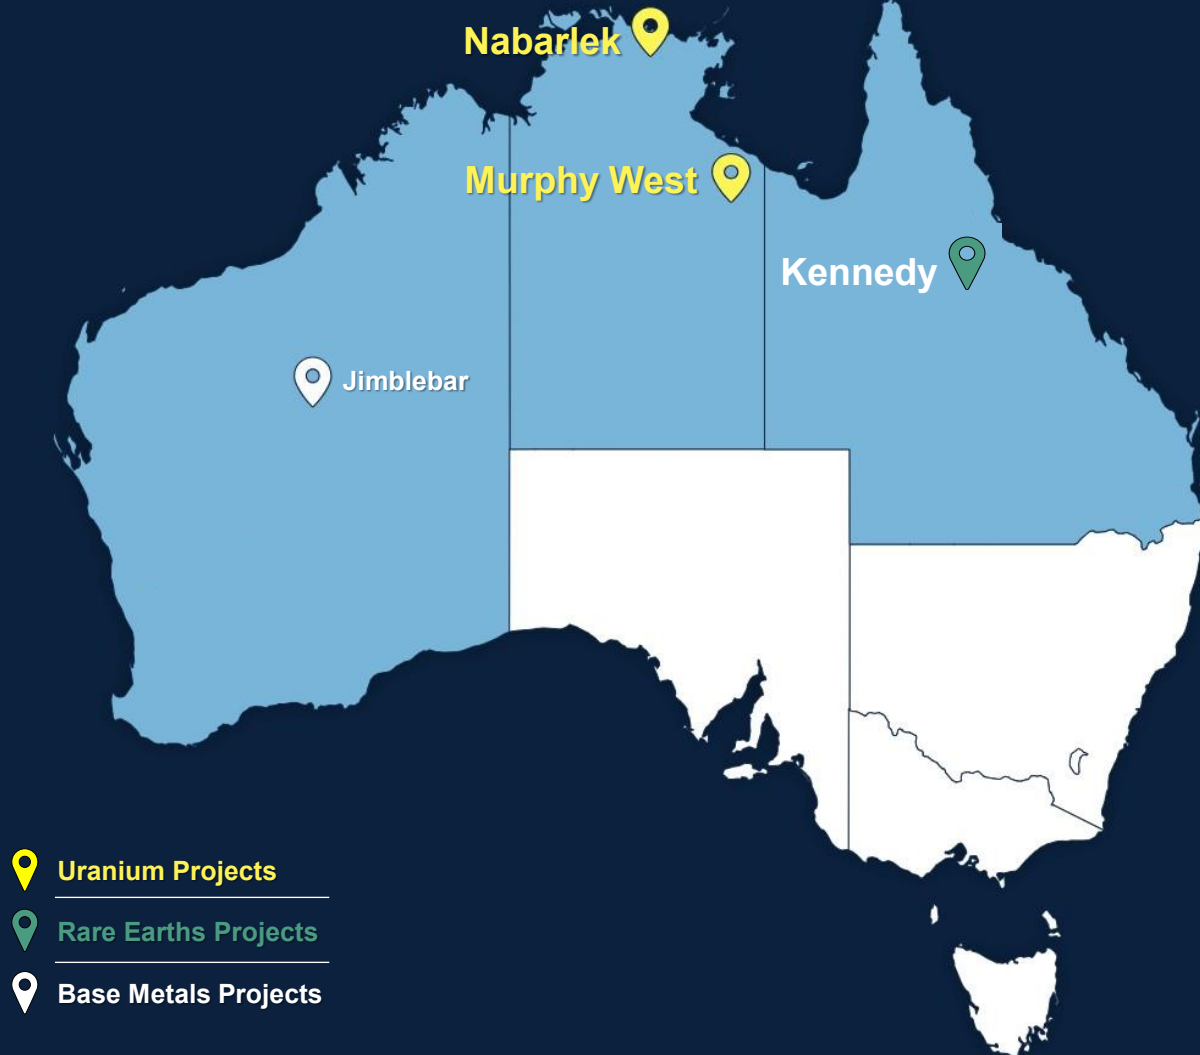 Nabarlek
Murphy West
Kennedy
Jimblebar
Uranium Projects
Rare Earths Projects
Base Metals Projects